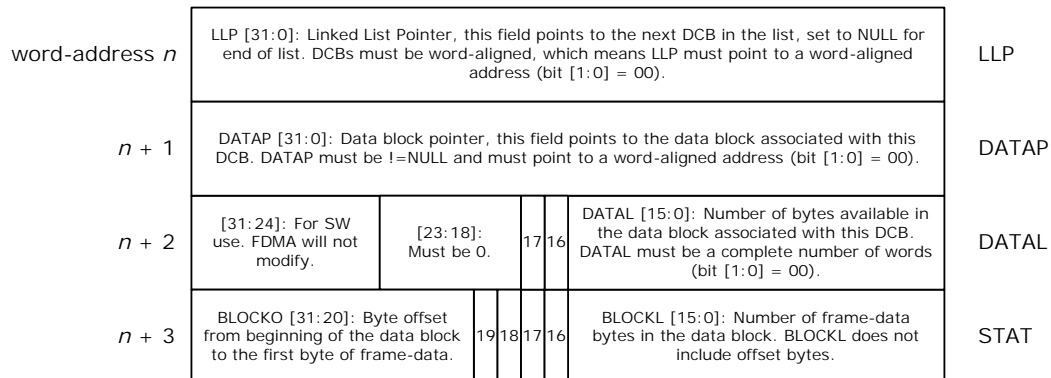 LLP [31:0]: Linked List Pointer, this field points to the next DCB in the list, set to NULL for
end of list. DCBs must be word-aligned, which means LLP must point to a word-aligned
address (bit [1:0] = 00).
word-address n
LLP
DATAP [31:0]: Data block pointer, this field points to the data block associated with this
DCB. DATAP must be !=NULL and must point to a word-aligned address (bit [1:0] = 00).
n + 1
DATAP
n + 2
[31:24]: For SW
use. FDMA will not
modify.
[23:18]:
Must be 0.
17
16
DATAL [15:0]: Number of bytes available in
the data block associated with this DCB.
DATAL must be a complete number of words
(bit [1:0] = 00).
DATAL
n + 3
BLOCKO [31:20]: Byte offset
from beginning of the data block
to the first byte of frame-data.
19
18
17
16
BLOCKL [15:0]: Number of frame-data
bytes in the data block. BLOCKL does not
include offset bytes.
STAT